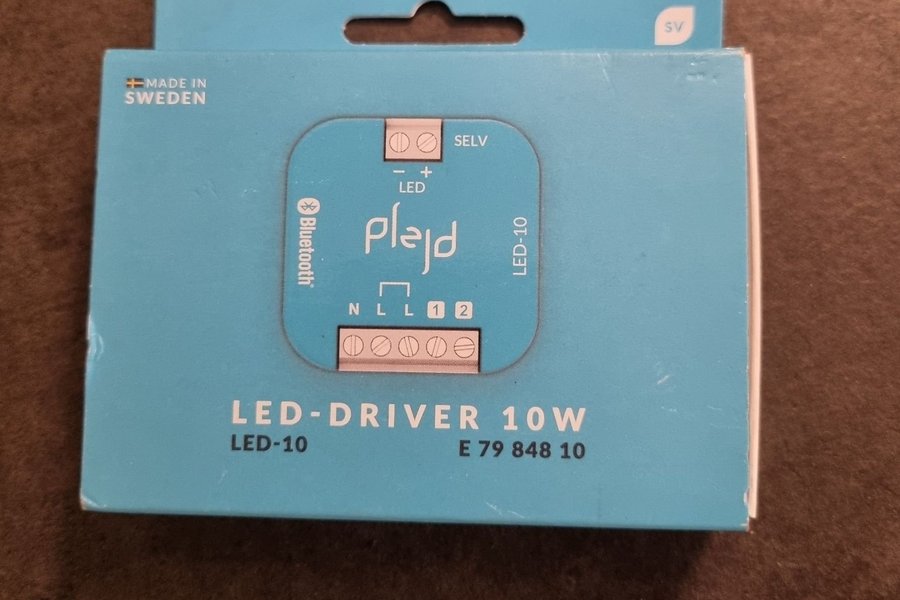 SV
MADE IN
SWEDEN
SELV
− +
LED
plejd
Bluetooth®
LED-10
N L L 1 2
LED-DRIVER 10W
LED-10 E 79 848 10